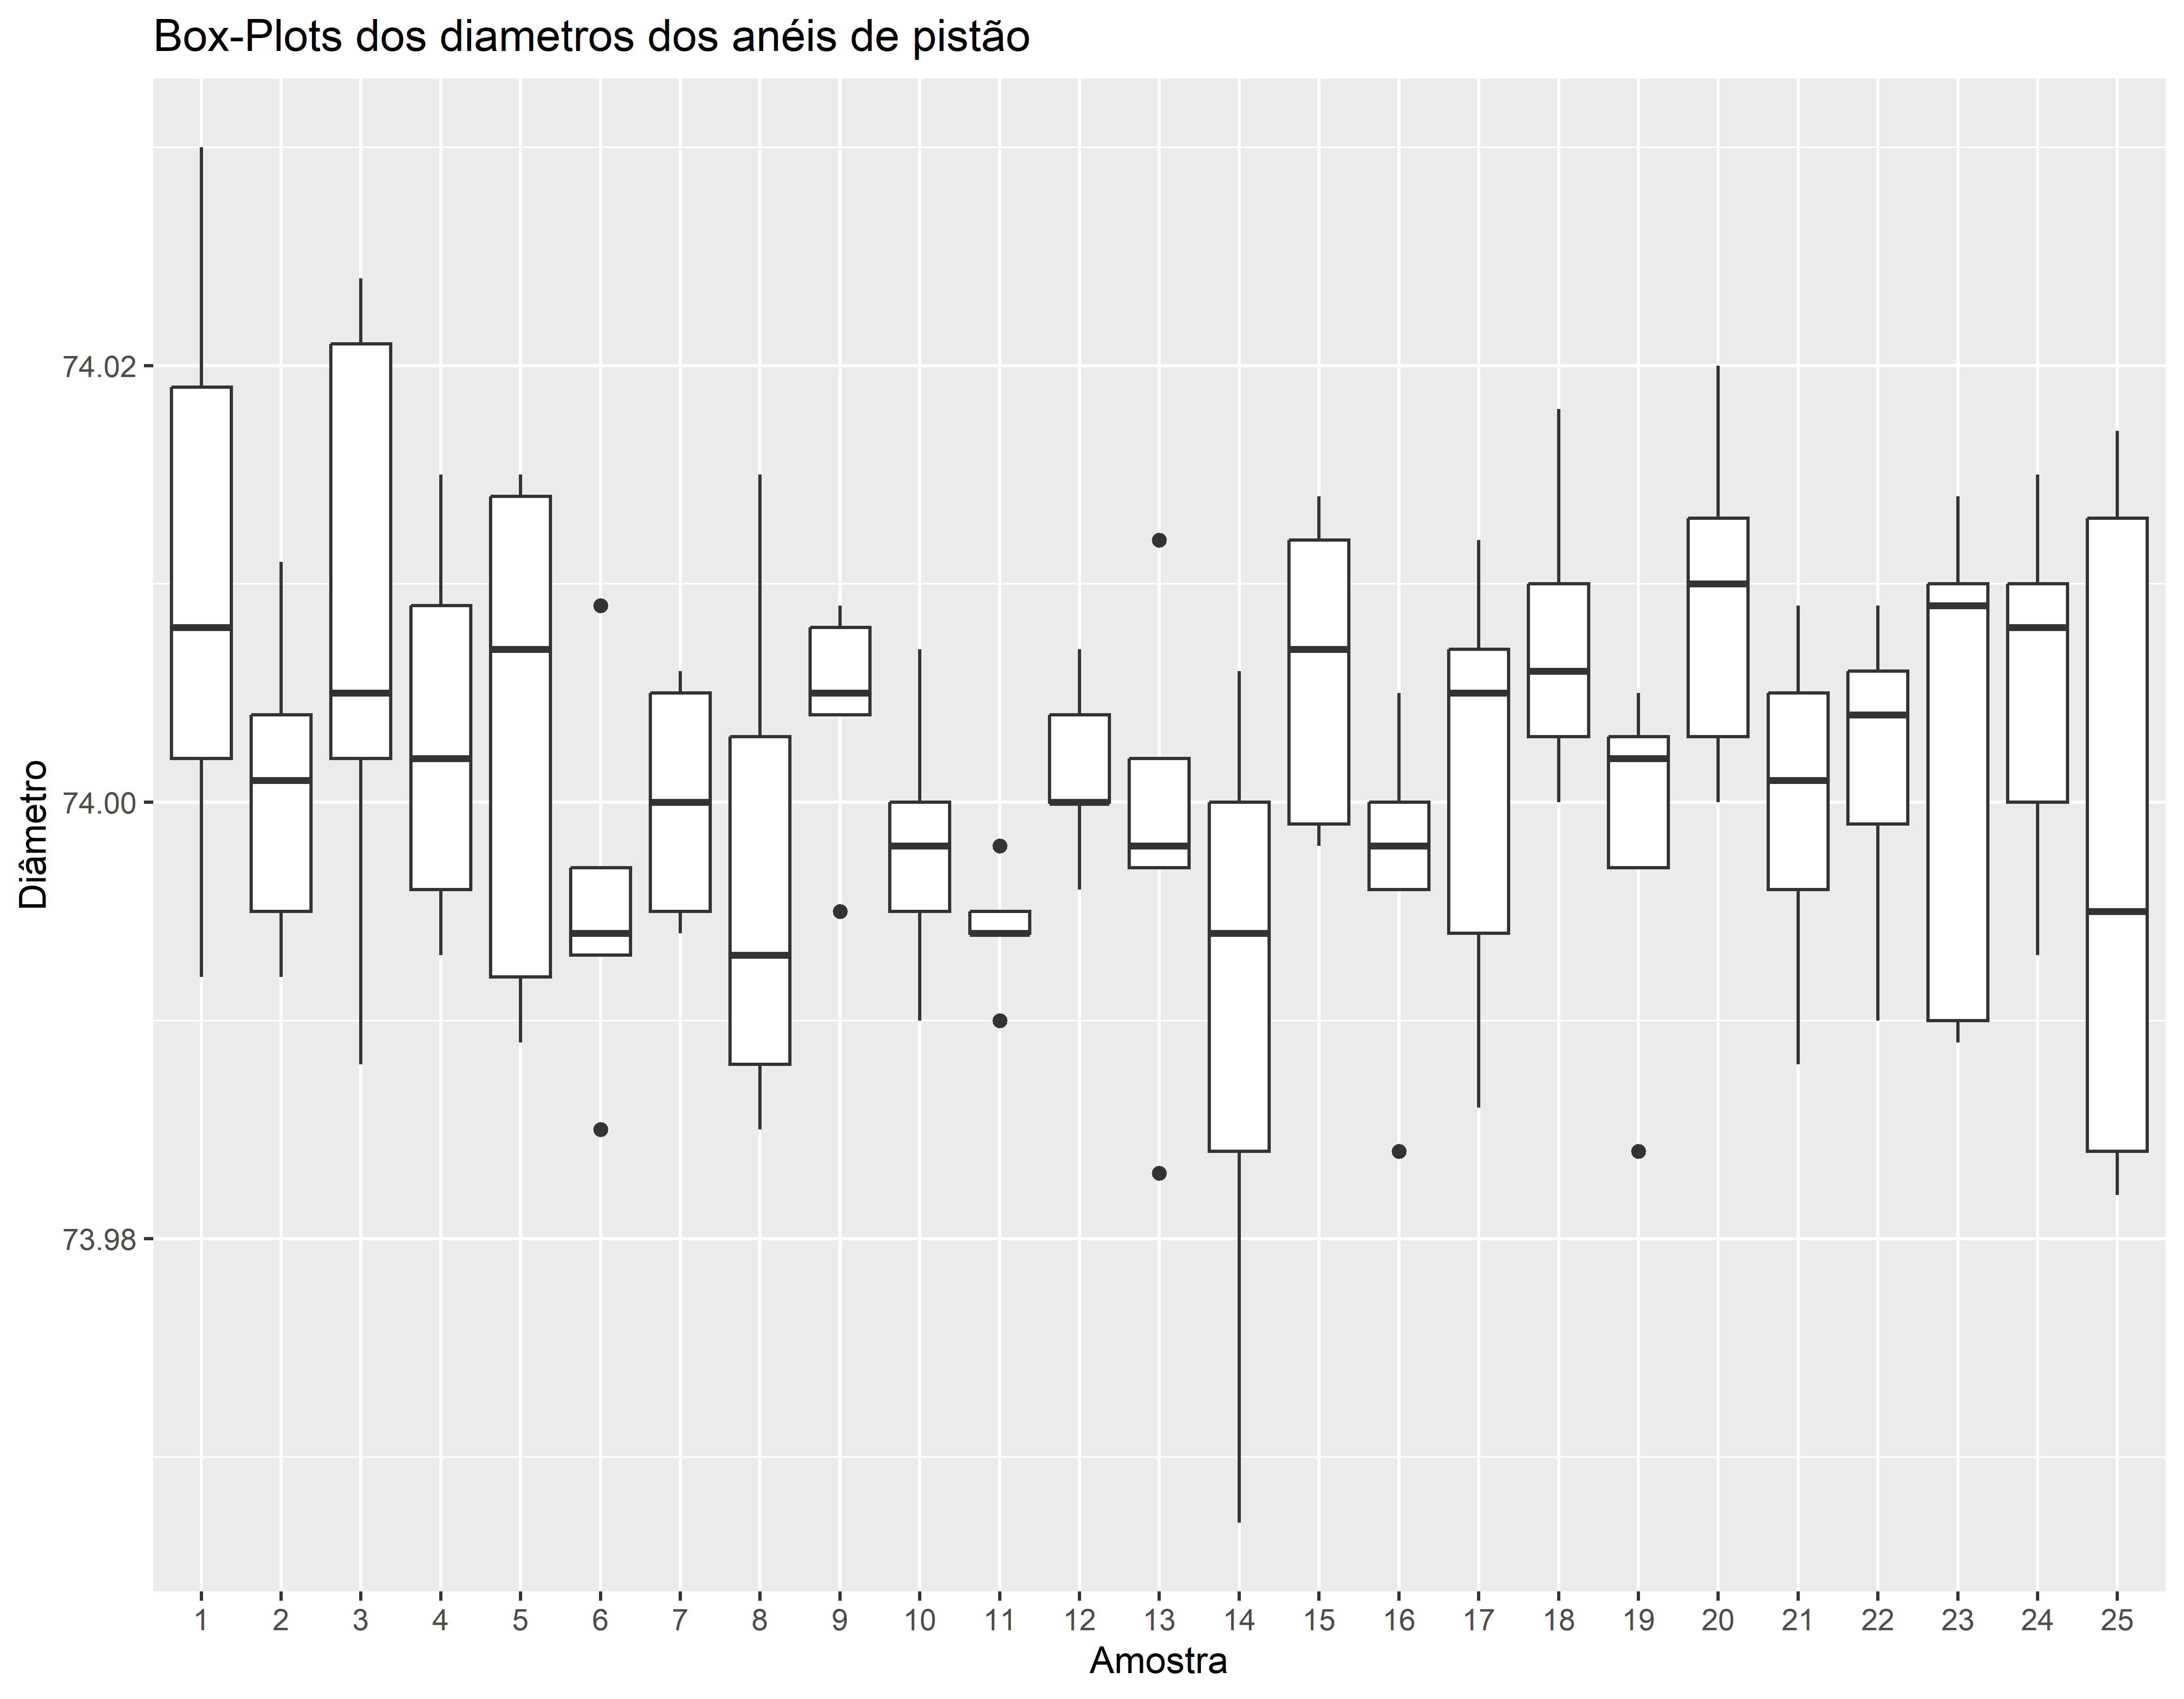 Box-Plots dos diametros dos anéis de pistão
Diâmetro
74.02
74.00
73.98
1 2 3 4 5 6 7 8 9 10 11 12 13 14 15 16 17 18 19 20 21 22 23 24 25
Amostra